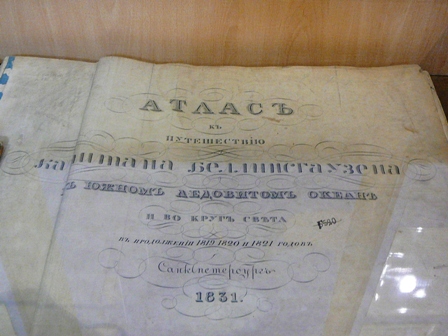 АТЛАСЪ
КЪ
ПУТЕШЕСТВІЮ
Капитана Беллинсгаузена
въ ЮЖНОМЪ ЛЕДОВИТОМЪ ОКЕАНѢ
И ВО КРУГЪ СВѢТА
въ продолженіи 1819, 1820 и 1821 годовъ
Санктпетербургъ
1831.